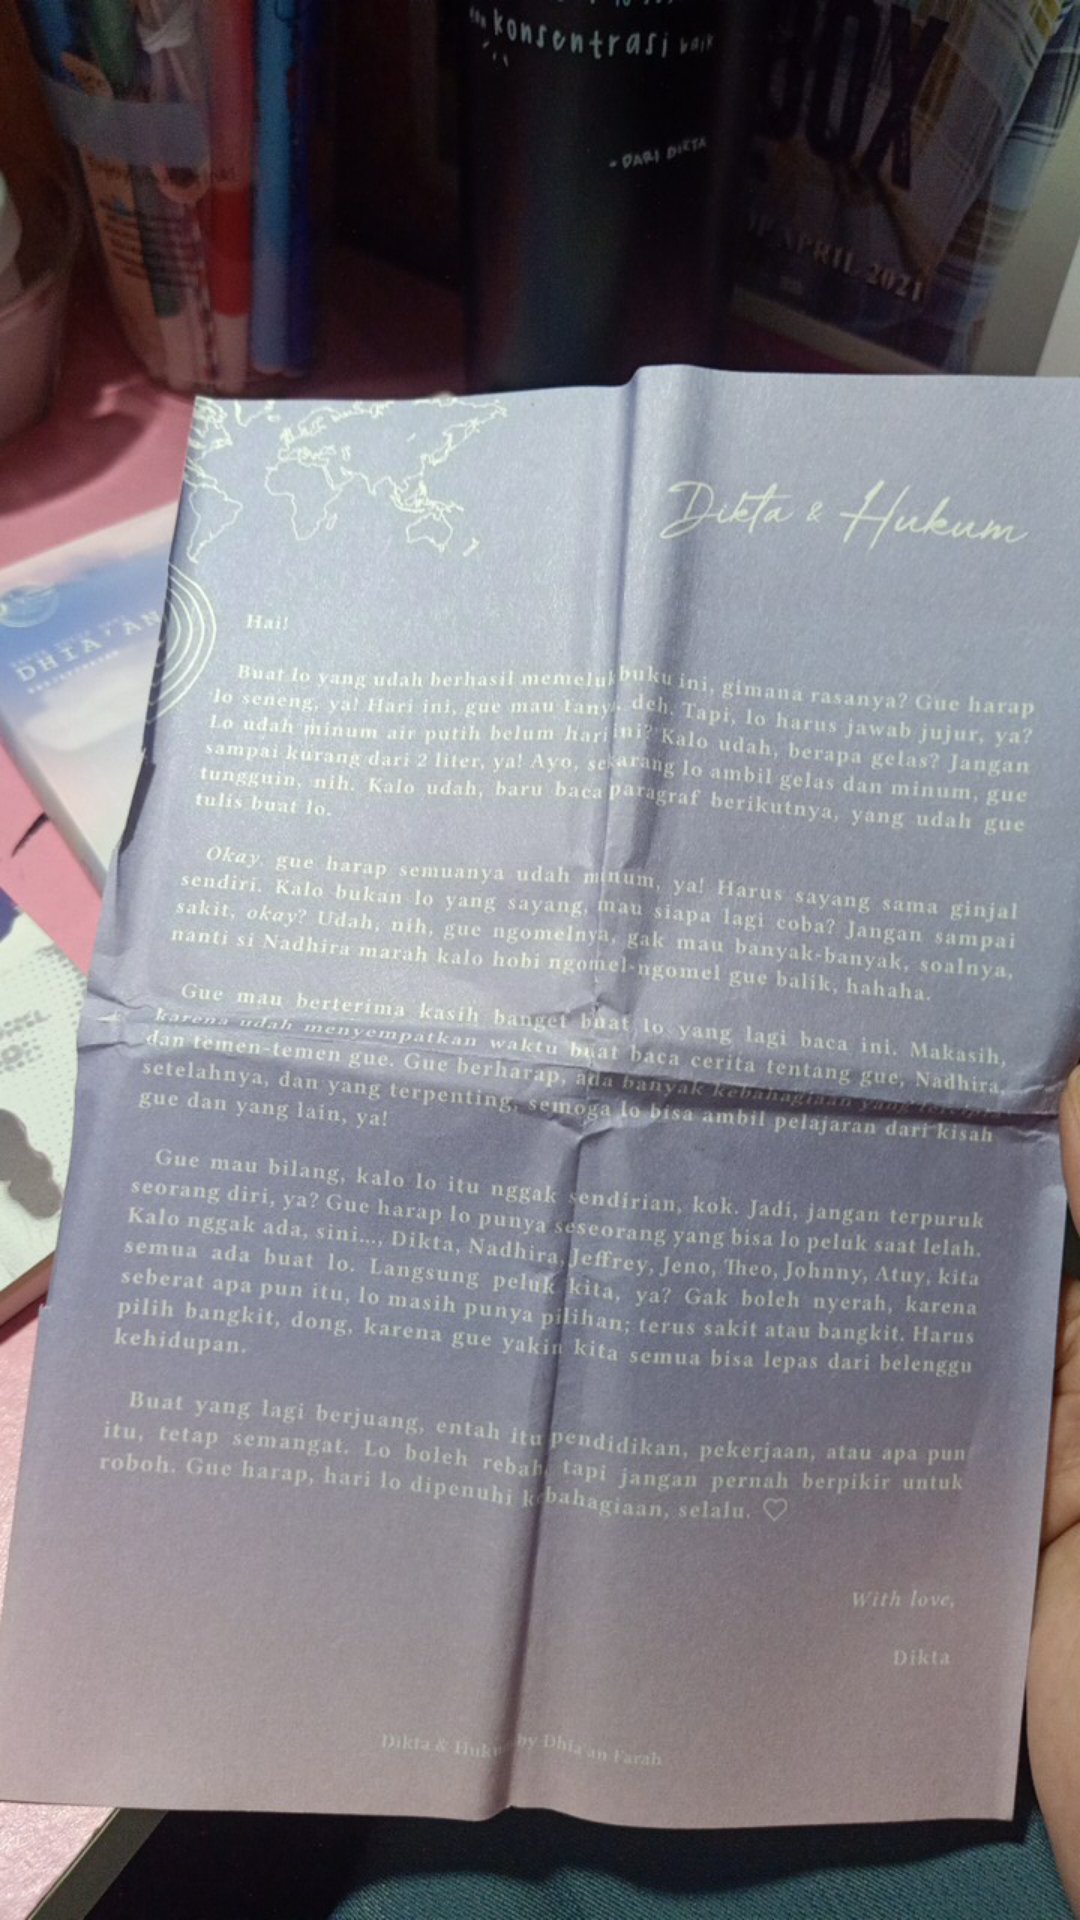 konsentrasi baik
- DARI DIKTA
BOX
APRIL 2021
DHIA'AN
Dikta & Hukum
Hai!
Buat lo yang udah berhasil memeluk buku ini, gimana rasanya? Gue harap
lo seneng, ya! Hari ini, gue mau tanya deh. Tapi, lo harus jawab jujur, ya?
Lo udah minum air putih belum hari ini? Kalo udah, berapa gelas? Jangan
sampai kurang dari 2 liter, ya! Ayo, sekarang lo ambil gelas dan minum, gue
tungguin, nih. Kalo udah, baru baca paragraf berikutnya, yang udah gue
tulis buat lo.
Okay, gue harap semuanya udah minum, ya! Harus sayang sama ginjal
sendiri. Kalo bukan lo yang sayang, mau siapa lagi coba? Jangan sampai
sakit, okay? Udah, nih, gue ngomelnya, gak mau banyak-banyak, soalnya,
nanti si Nadhira marah kalo hobi ngomel-ngomel gue balik, hahaha.
Gue mau berterima kasih banget buat lo yang lagi baca ini. Makasih,
karena udah menyempatkan waktu buat baca cerita tentang gue, Nadhira,
dan temen-temen gue. Gue berharap, ada banyak kebahagiaan yang
setelahnya, dan yang terpenting, semoga lo bisa ambil pelajaran dari kisah
gue dan yang lain, ya!
Gue mau bilang, kalo lo itu nggak sendirian, kok. Jadi, jangan terpuruk
seorang diri, ya? Gue harap lo punya seseorang yang bisa lo peluk saat lelah.
Kalo nggak ada, sini..., Dikta, Nadhira, Jeffrey, Jeno, Theo, Johnny, Atuy, kita
semua ada buat lo. Langsung peluk kita, ya? Gak boleh nyerah, karena
seberat apa pun itu, lo masih punya pilihan; terus sakit atau bangkit. Harus
pilih bangkit, dong, karena gue yakin kita semua bisa lepas dari belenggu
kehidupan.
Buat yang lagi berjuang, entah itu pendidikan, pekerjaan, atau apa pun
itu, tetap semangat. Lo boleh rebah, tapi jangan pernah berpikir untuk
roboh. Gue harap, hari lo dipenuhi kebahagiaan, selalu. ♡
With love,
Dikta
Dikta & Hukum by Dhia'an Farah